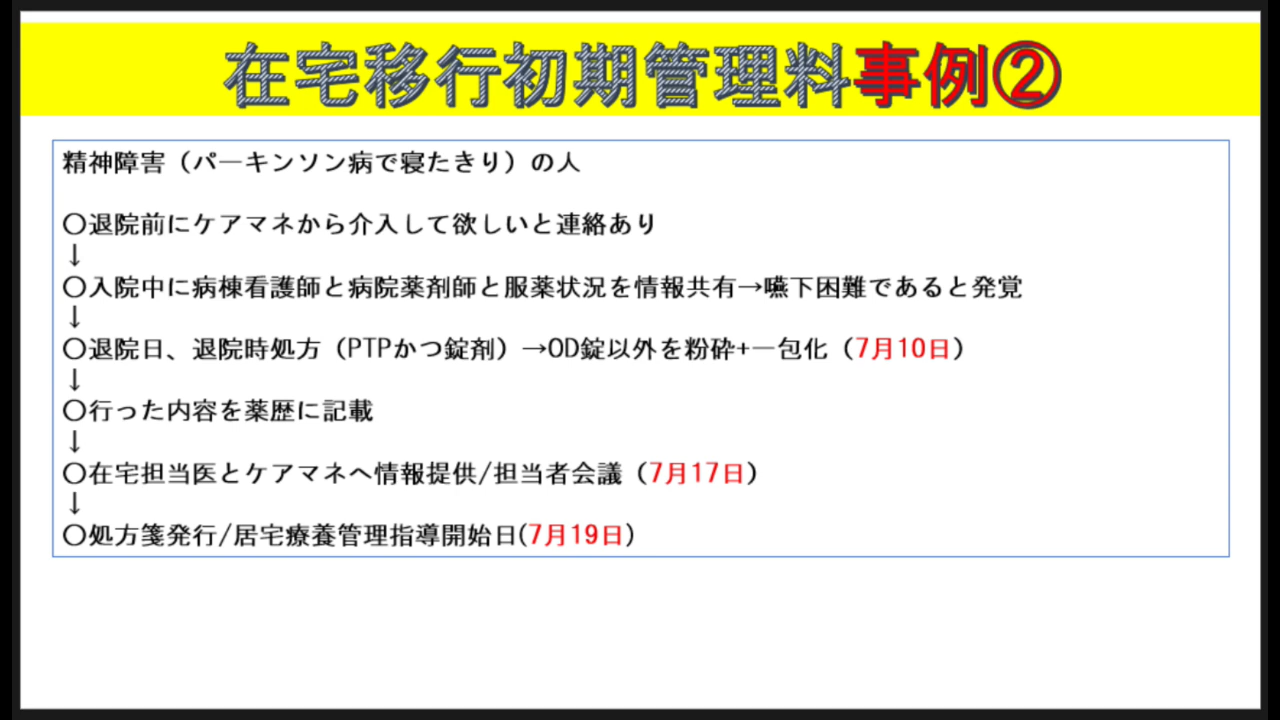 在宅移行初期管理料事例②
精神障害（パーキンソン病で寝たきり）の人
〇退院前にケアマネから介入して欲しいと連絡あり
↓
〇入院中に病棟看護師と病院薬剤師と服薬状況を情報共有→嚥下困難であると発覚
↓
〇退院日、退院時処方（PTPかつ錠剤）→OD錠以外を粉砕+一包化（7月10日）
↓
〇行った内容を薬歴に記載
↓
〇在宅担当医とケアマネへ情報提供/担当者会議（7月17日）
↓
〇処方箋発行/居宅療養管理指導開始日(7月19日)